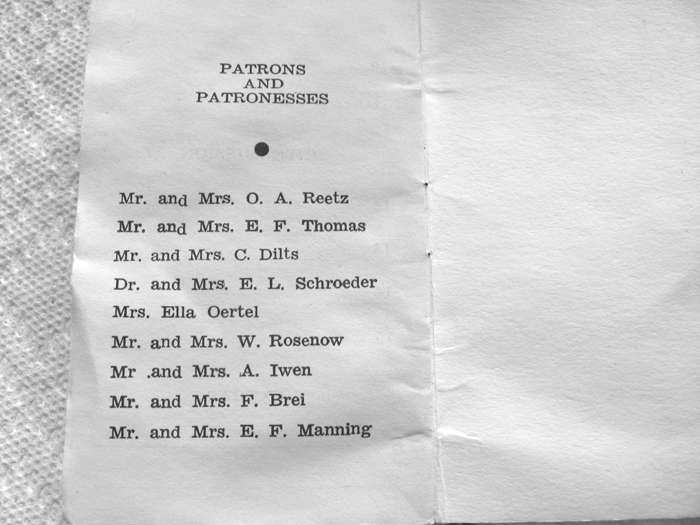 PATRONS
AND
PATRONESSES
Mr. and Mrs. O. A. Reetz
Mr. and Mrs. E. F. Thomas
Mr. and Mrs. C. Dilts
Dr. and Mrs. E. L. Schroeder
Mrs. Ella Oertel
Mr. and Mrs. W. Rosenow
Mr .and Mrs. A. Iwen
Mr. and Mrs. F. Brei
Mr. and Mrs. E. F. Manning